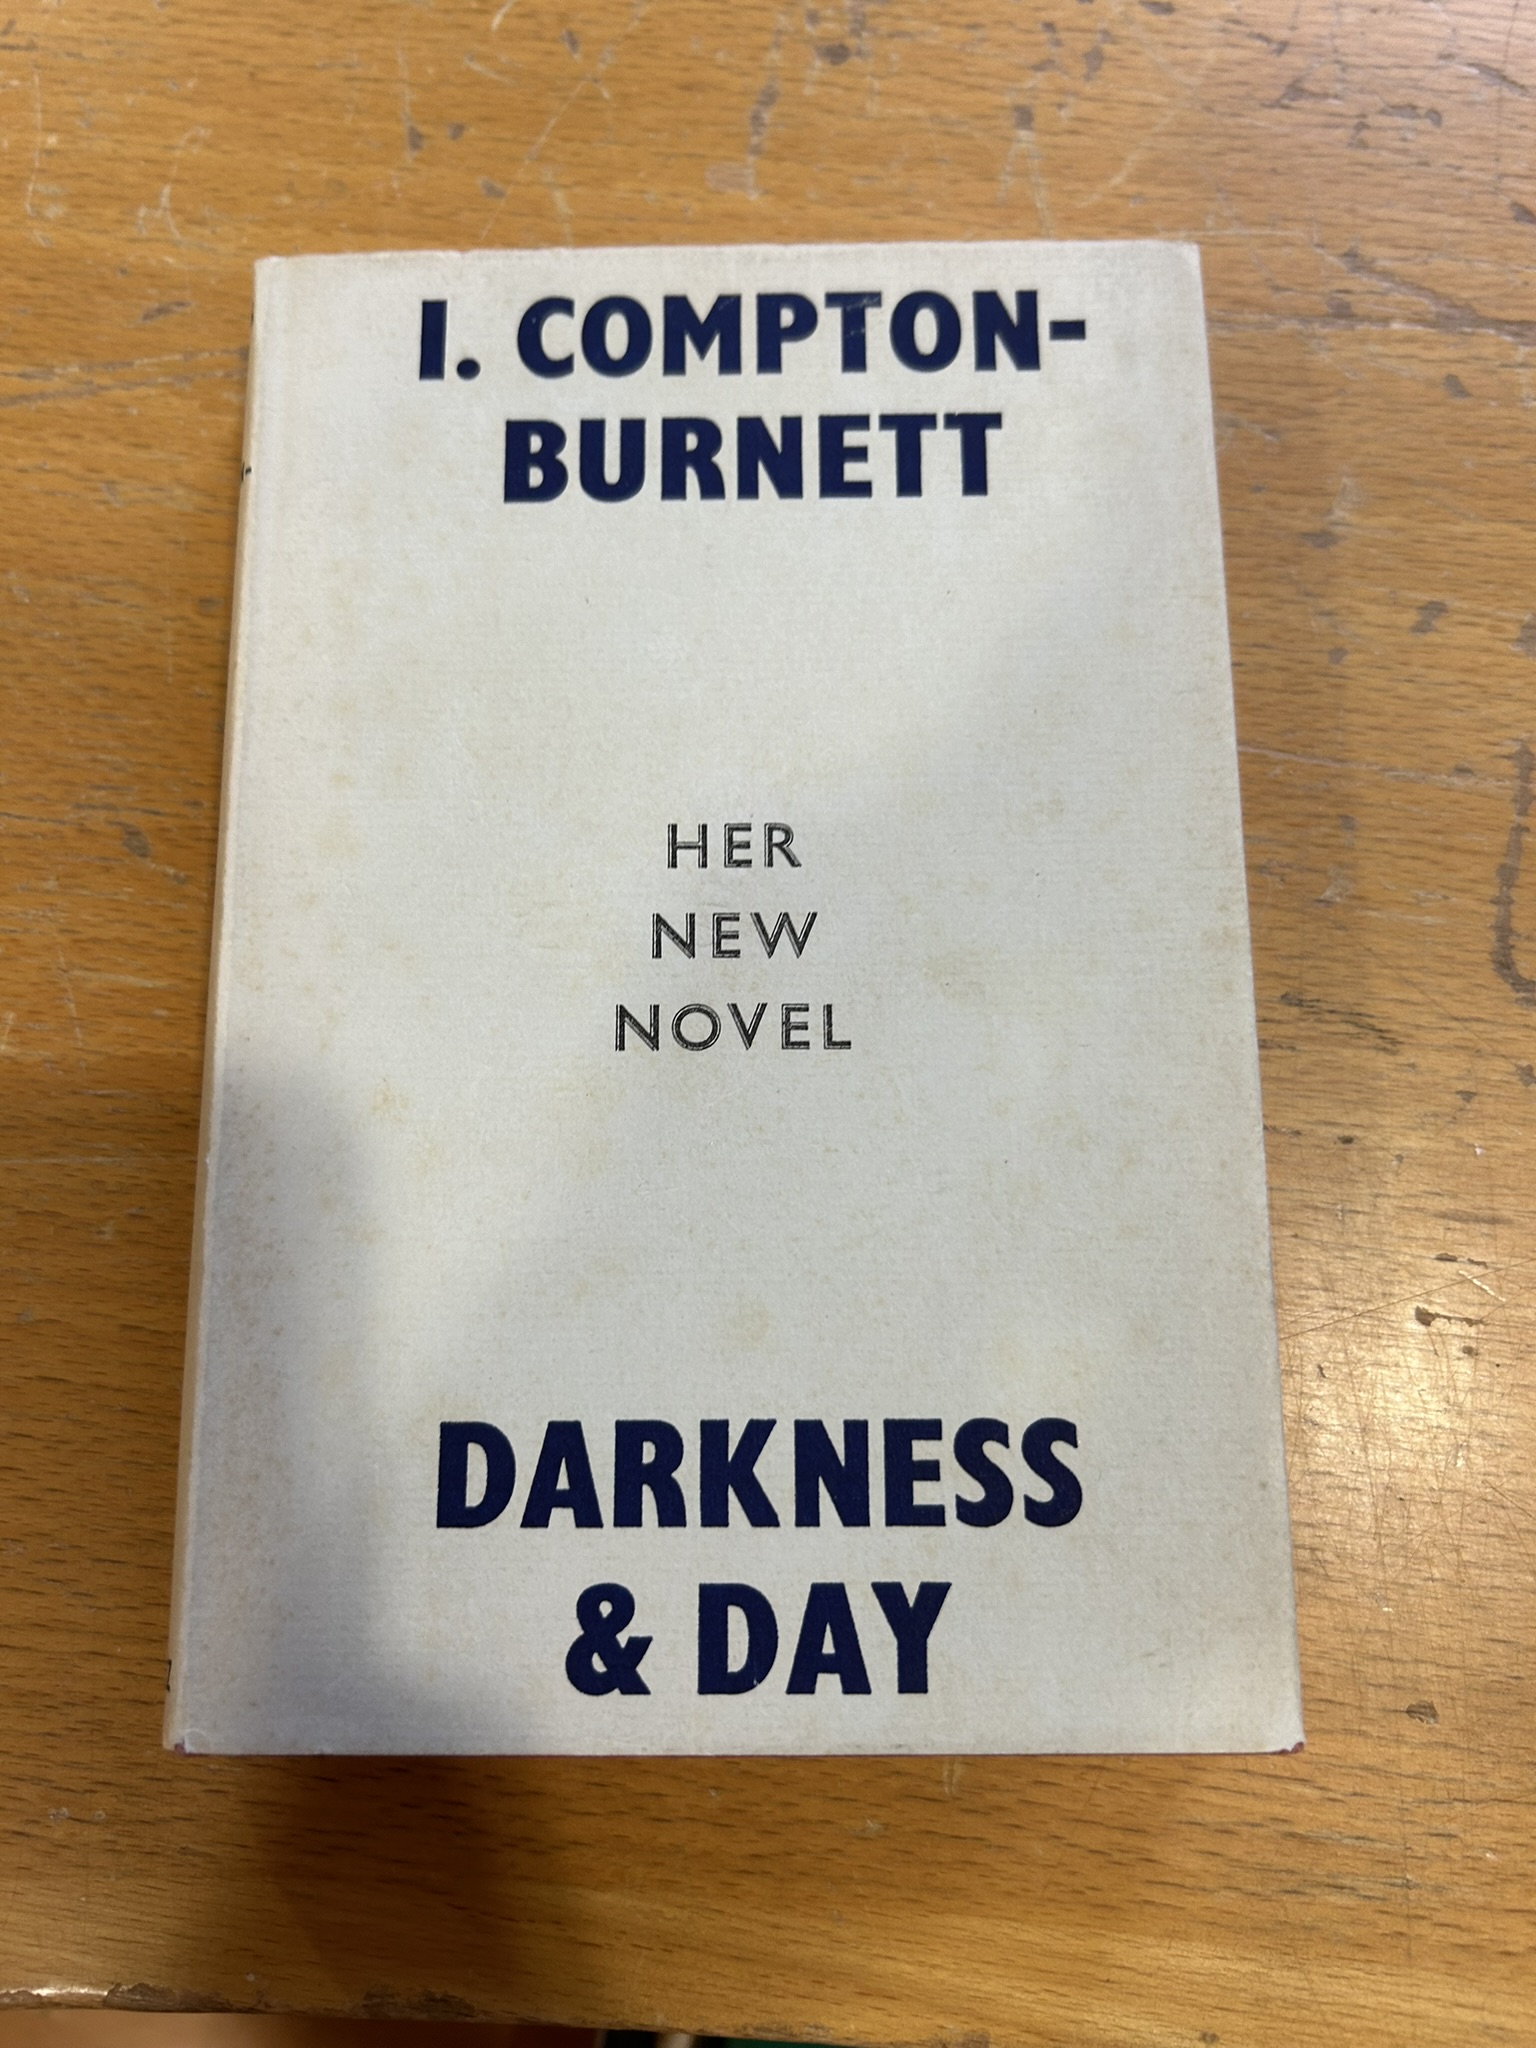 I. COMPTON-
BURNETT
HER
NEW
NOVEL
DARKNESS
& DAY